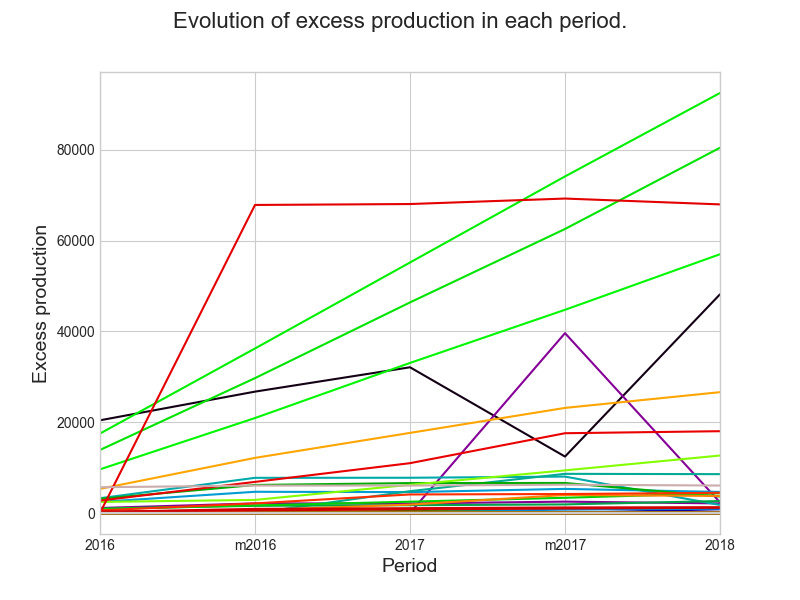 Evolution of excess production in each period.
Excess production
80000
60000
40000
20000
0
2016 m2016 2017 m2017 2018
Period